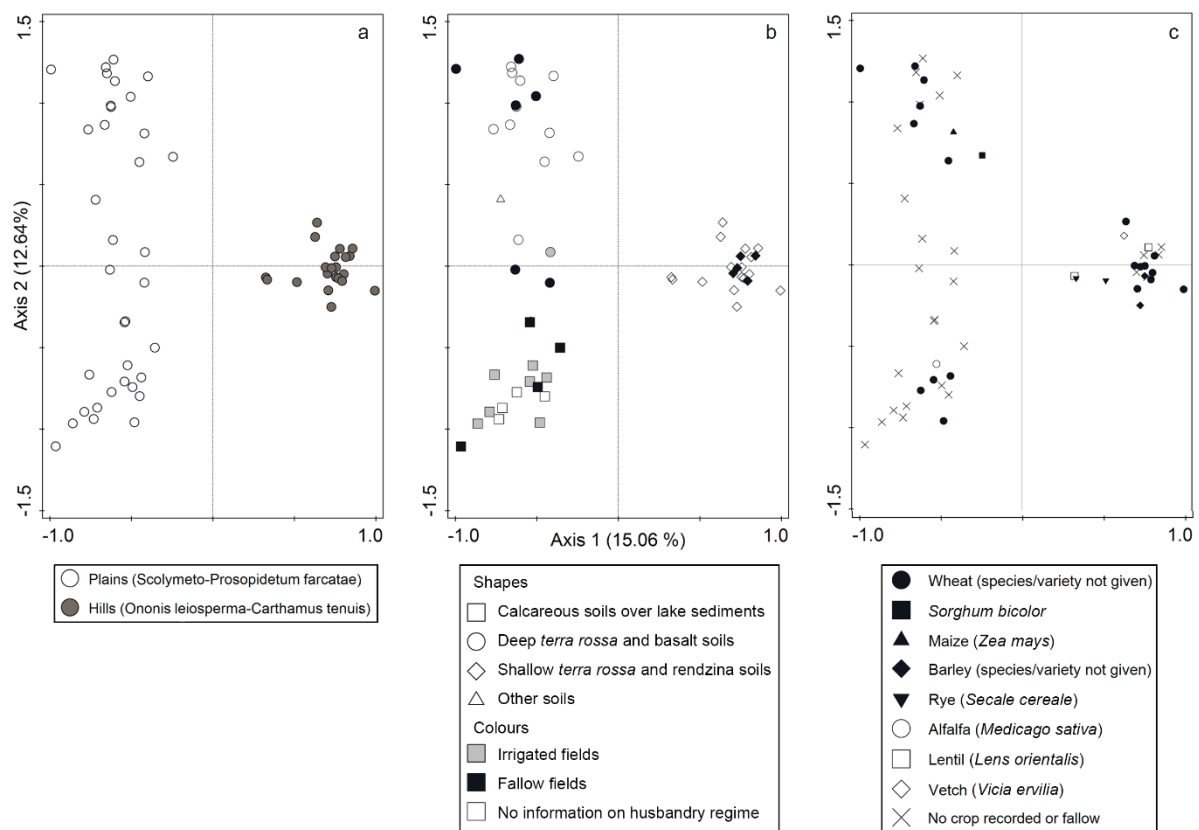 a
1.5
Axis 2 (12.64%)
-1.5
-1.0
1.0
Plains (Scolymeto-Prosopidetum farcatae)
Hills (Ononis leiosperma-Carthamus tenuis)
b
1.5
-1.5
-1.0
Axis 1 (15.06 %)
1.0
Shapes
Calcareous soils over lake sediments
Deep terra rossa and basalt soils
Shallow terra rossa and rendzina soils
Other soils
Colours
Irrigated fields
Fallow fields
No information on husbandry regime
c
1.5
-1.5
-1.0
1.0
Wheat (species/variety not given)
Sorghum bicolor
Maize (Zea mays)
Barley (species/variety not given)
Rye (Secale cereale)
Alfalfa (Medicago sativa)
Lentil (Lens orientalis)
Vetch (Vicia ervilia)
No crop recorded or fallow